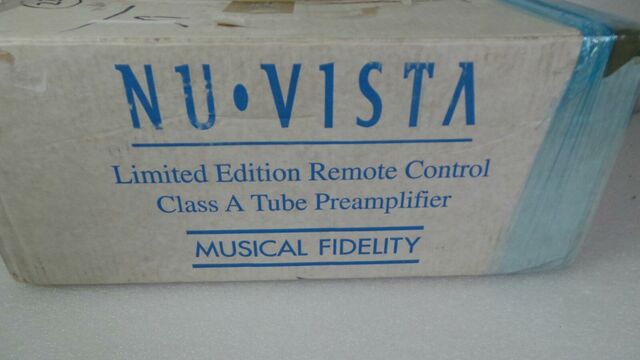 NU•VISTA
Limited Edition Remote Control
Class A Tube Preamplifier
MUSICAL FIDELITY